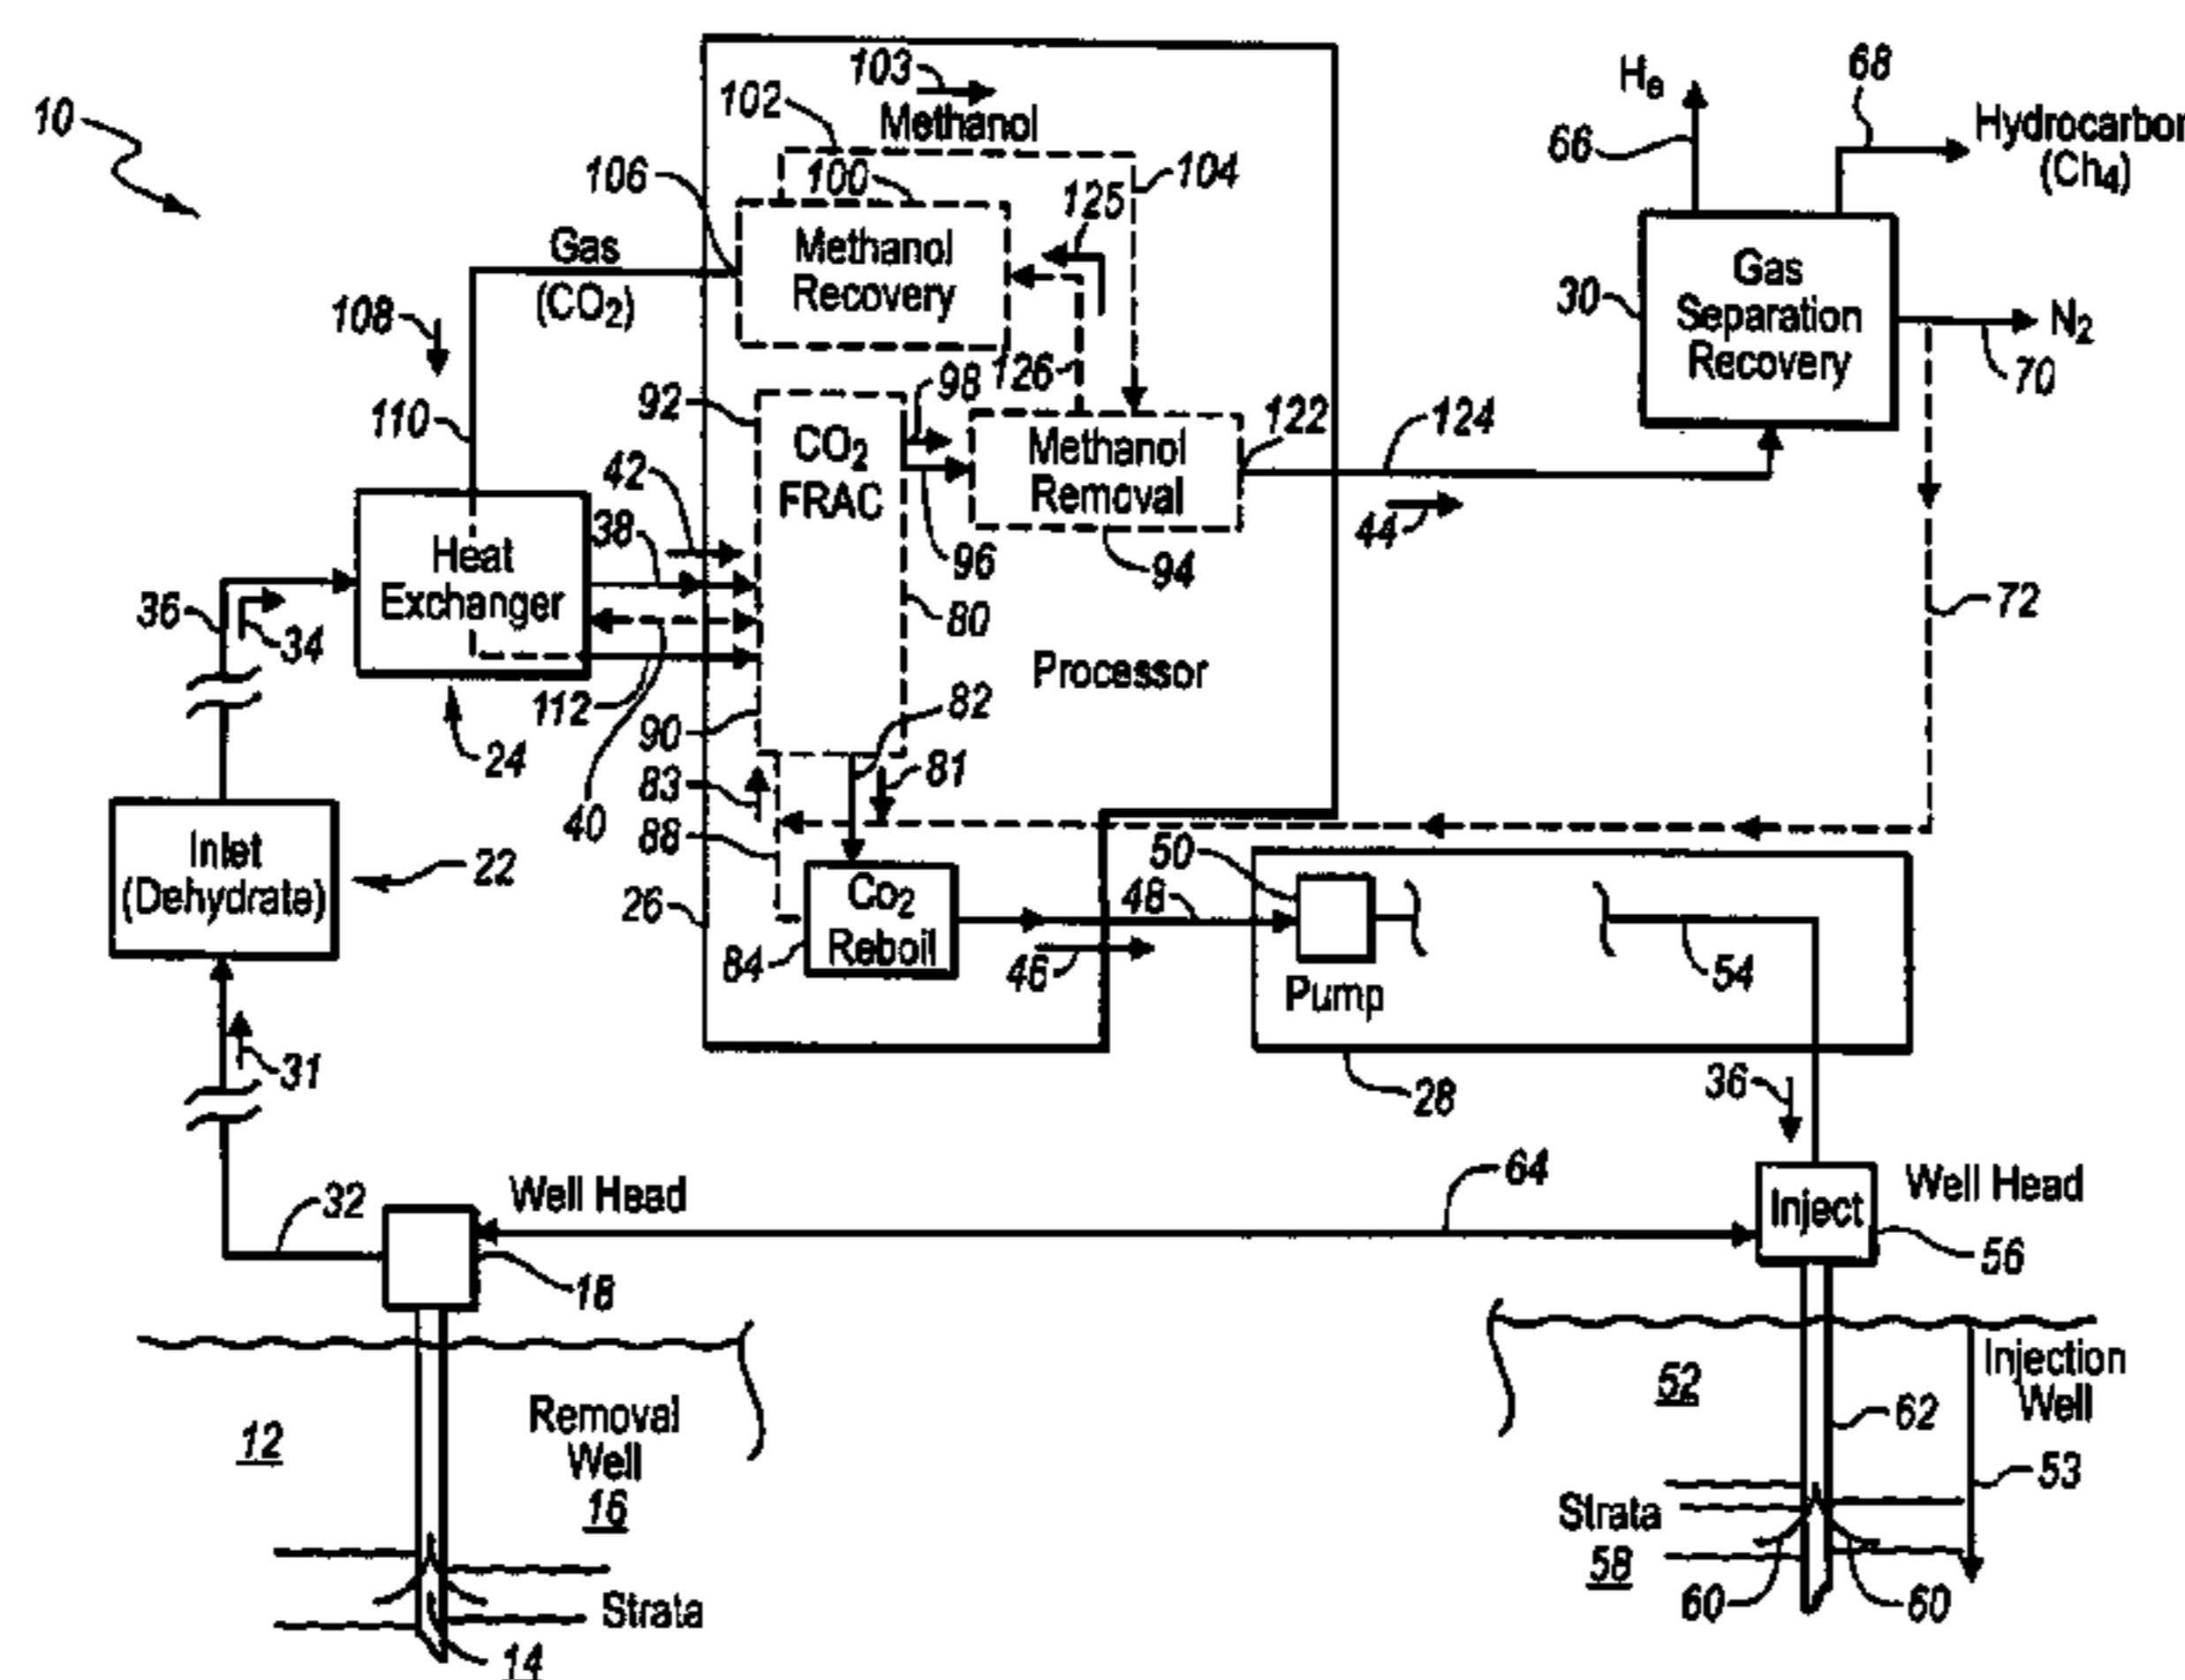 10
103
Methanol
102
106
100
Methanol
Recovery
104
125
126
Gas
(CO2)
108
110
92
CO2
FRAC
98
96
Methanol
Removal
94
122
124
44
He
66
68
Hydrocarbon
(Ch4)
30
Gas
Separation
Recovery
N2
70
72
42
38
Heat
Exchanger
24
36
34
112
40
90
80
Processor
82
81
83
88
26
Co2
Reboil
84
Inlet
(Dehydrate)
22
50
48
46
Pump
54
28
36
31
32
Well Head
18
64
Inject
Well Head
56
12
Removal
Well
16
Strata
14
52
Injection
Well
62
53
Strata
58
60
60